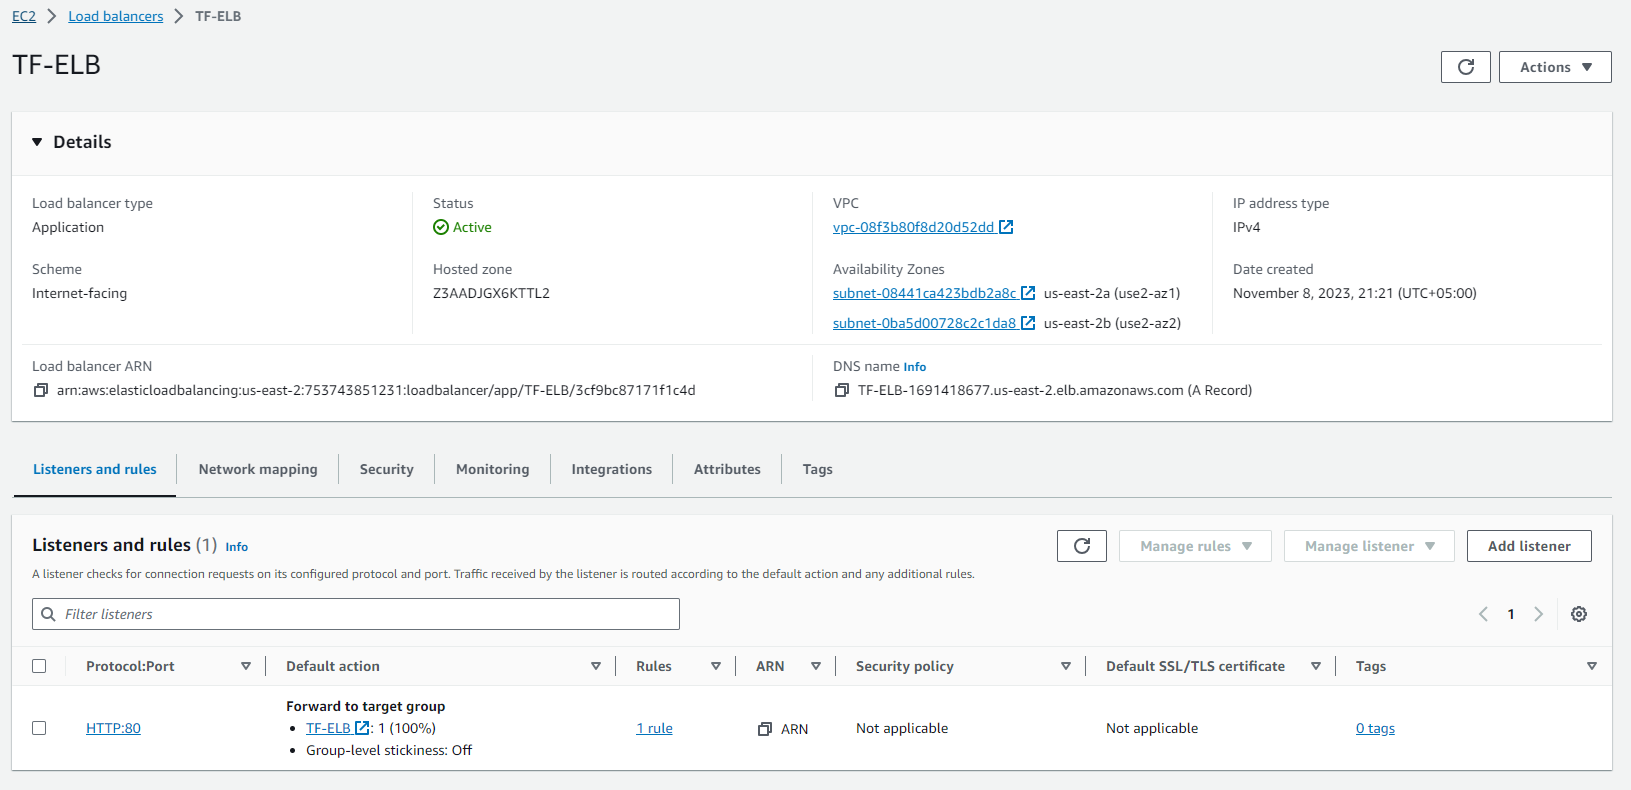 EC2 > Load balancers > TF-ELB
TF-ELB
Actions
Details
Load balancer type
Application
Status
Active
VPC
vpc-08f3b80f8d20d52dd
IP address type
IPv4
Scheme
Internet-facing
Hosted zone
Z3AADJGX6KTTL2
Availability Zones
subnet-08441ca423bdb2a8c us-east-2a (use2-az1)
subnet-0ba5d00728c2c1da8 us-east-2b (use2-az2)
Date created
November 8, 2023, 21:21 (UTC+05:00)
Load balancer ARN
arn:aws:elasticloadbalancing:us-east-2:753743851231:loadbalancer/app/TF-ELB/3cf9bc87171f1c4d
DNS name Info
TF-ELB-1691418677.us-east-2.elb.amazonaws.com (A Record)
Listeners and rules Network mapping Security Monitoring Integrations Attributes Tags
Listeners and rules (1) Info
Manage rules Manage listener Add listener
A listener checks for connection requests on its configured protocol and port. Traffic received by the listener is routed according to the default action and any additional rules.
Filter listeners
1
Protocol:Port Default action Rules ARN Security policy Default SSL/TLS certificate Tags
Forward to target group
HTTP:80 • TF-ELB : 1 (100%) 1 rule ARN Not applicable Not applicable 0 tags
• Group-level stickiness: Off